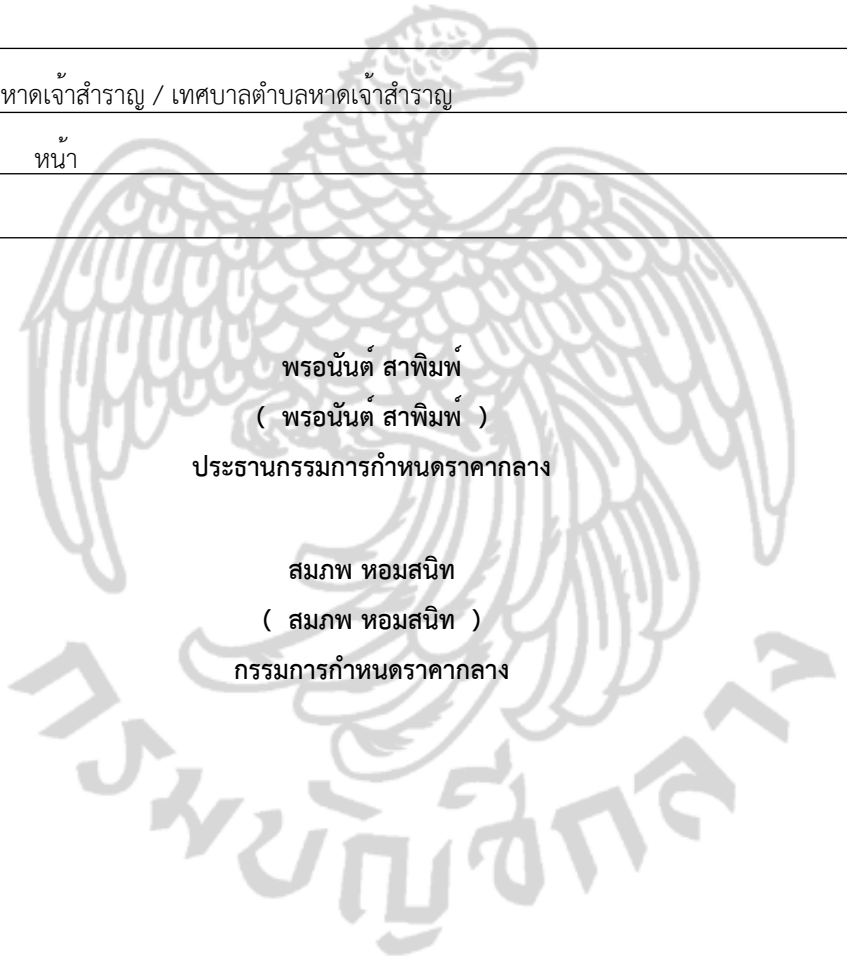 หาดเจ้าสำราญ / เทศบาลตำบลหาดเจ้าสำราญ
หน้า
พรอนันต์ สาพิมพ์
( พรอนันต์ สาพิมพ์ )
ประธานกรรมการกำหนดราคากลาง
สมภพ หอมสนิท
( สมภพ หอมสนิท )
กรรมการกำหนดราคากลาง
กรมบัญชีกลาง